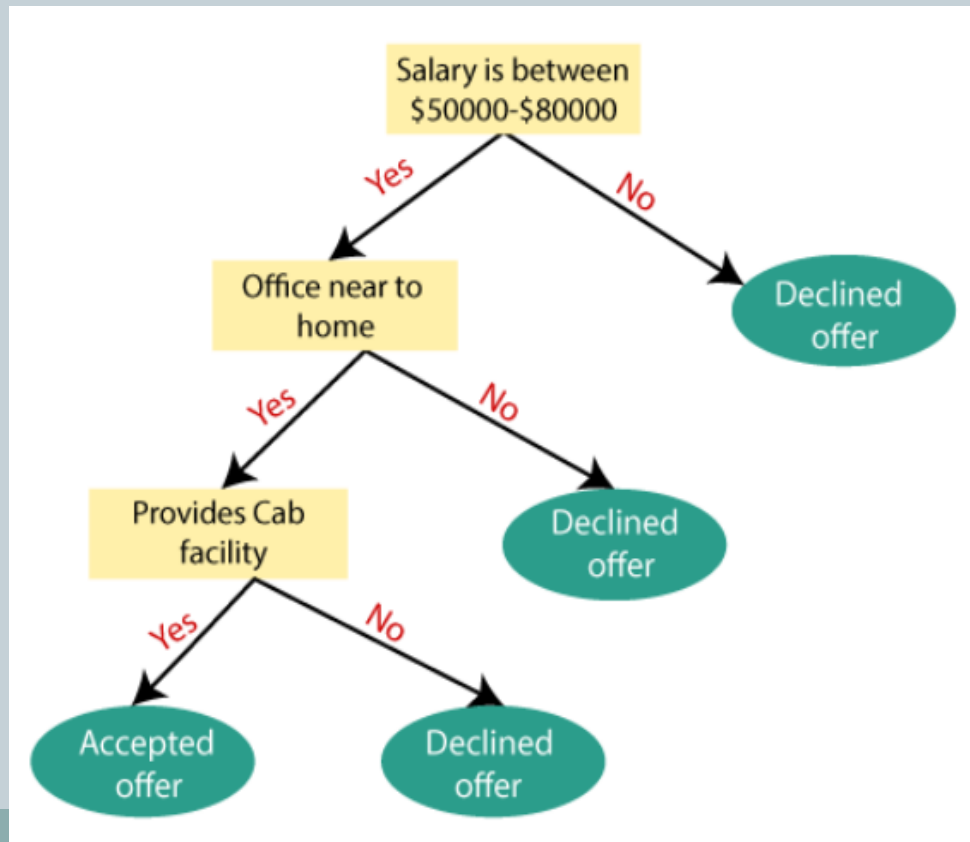 Salary is between
$50000-$80000
Yes
No
Office near to
home
Declined
offer
Yes
No
Provides Cab
facility
Declined
offer
Yes
No
Accepted
offer
Declined
offer